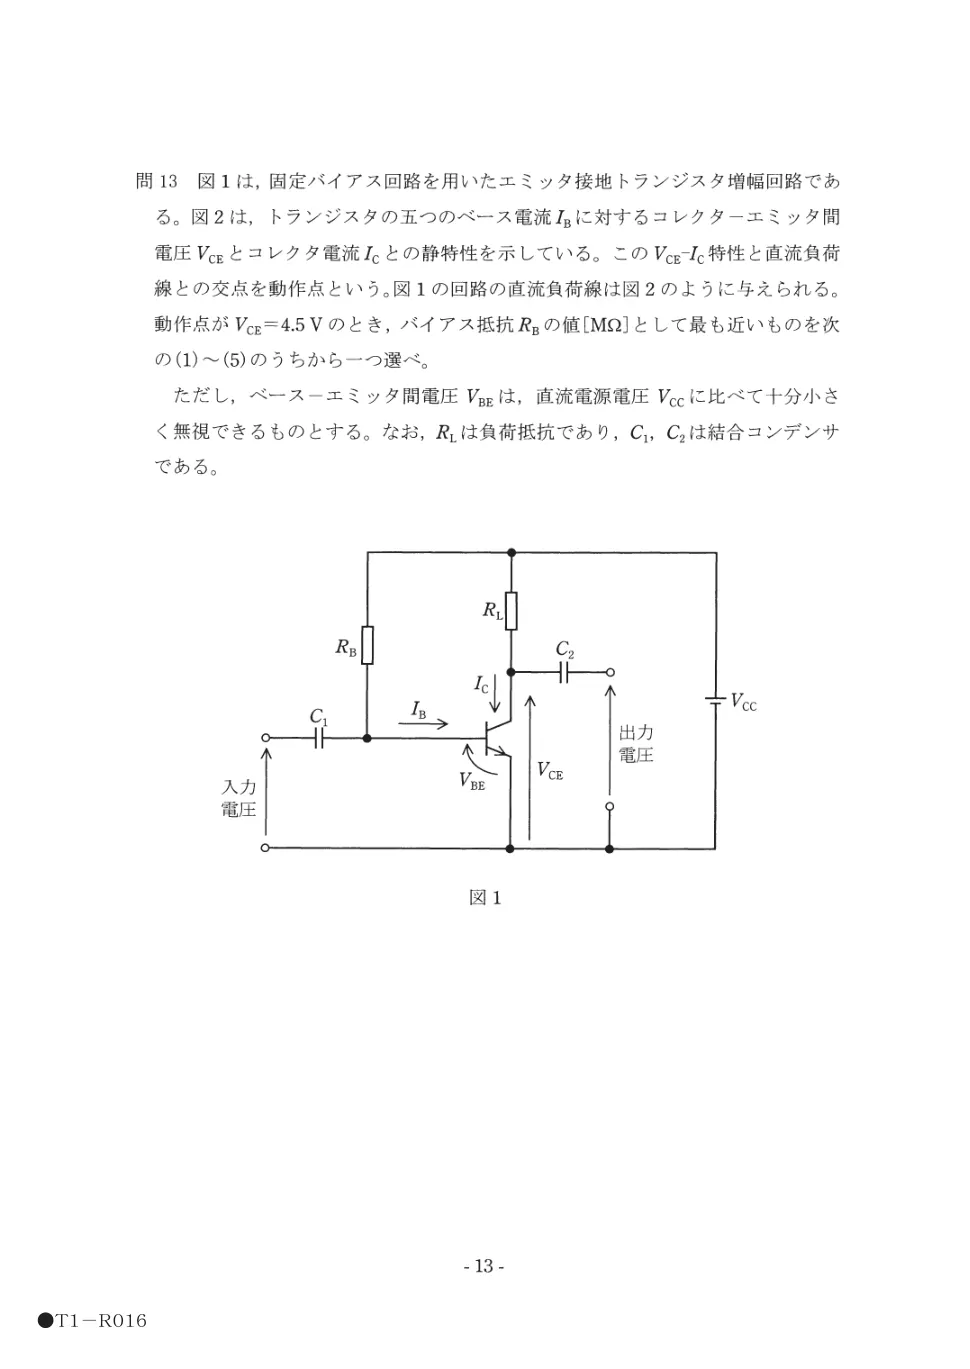 問 13　図 1 は，固定バイアス回路を用いたエミッタ接地トランジスタ増幅回路であ
る。図 2 は，トランジスタの五つのベース電流 IB に対するコレクタ－エミッタ間
電圧 VCE とコレクタ電流 IC との静特性を示している。この VCE-IC 特性と直流負荷
線との交点を動作点という。図 1 の回路の直流負荷線は図 2 のように与えられる。
動作点が VCE＝4.5 V のとき，バイアス抵抗 RB の値[MΩ]として最も近いものを次
の(1)～(5)のうちから一つ選べ。
ただし，ベース－エミッタ間電圧 VBE は，直流電源電圧 VCC に比べて十分小さ
く無視できるものとする。なお，RL は負荷抵抗であり，C1，C2 は結合コンデンサ
である。
RL
RB
C2
IC
VCC
IB
C1
出力
電圧
VCE
VBE
入力
電圧
図 1
- 13 -
●T1－R016